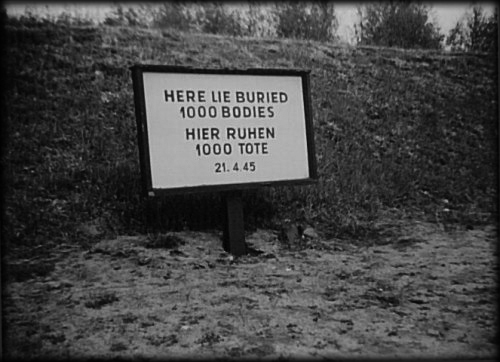 HERE LIE BURIED
1000 BODIES
HIER RUHEN
1000 TOTE
21.4.45